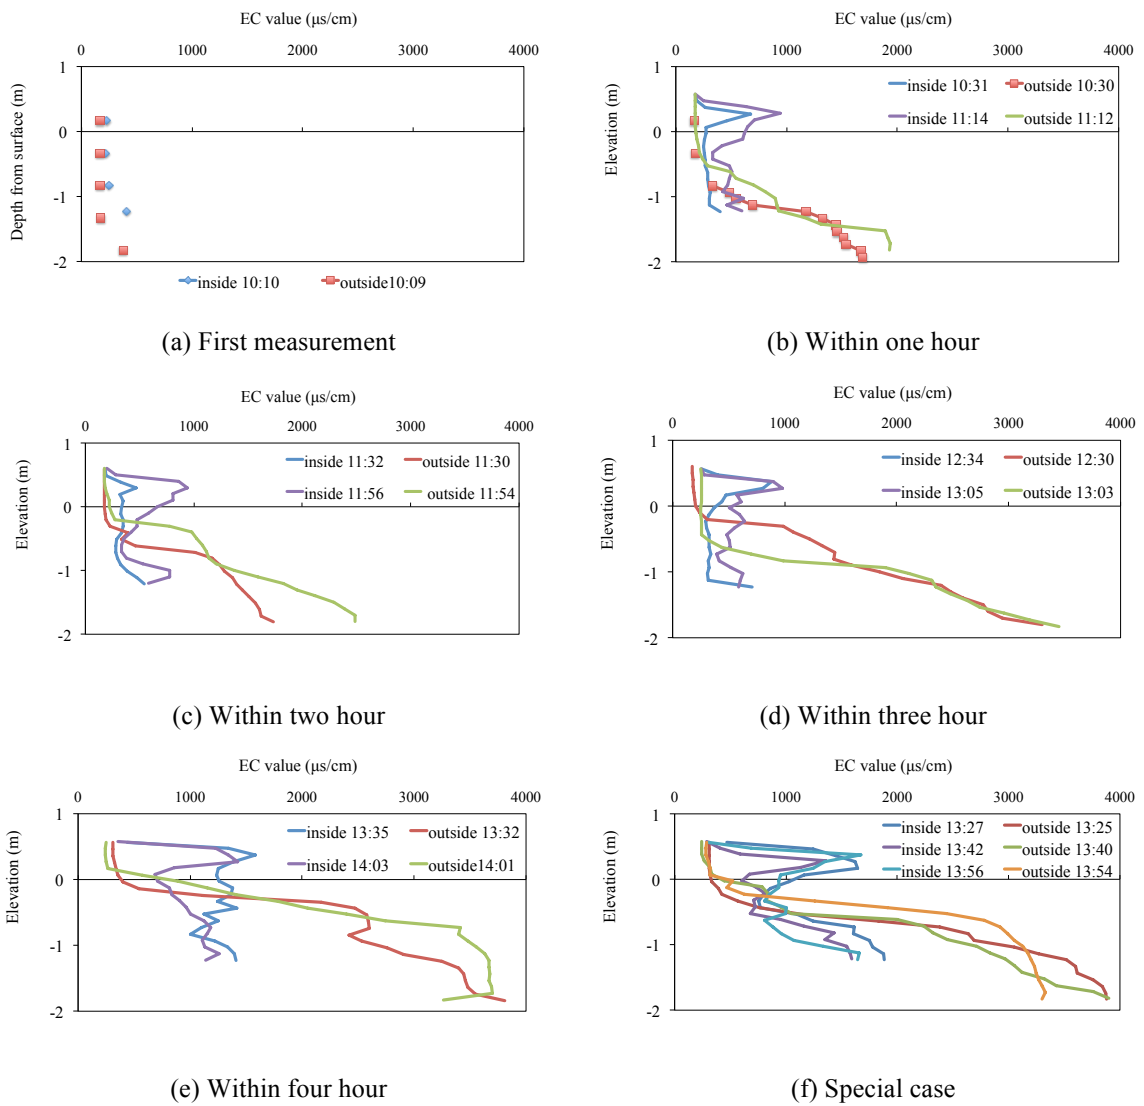 EC value (µs/cm)
0 1000 2000 3000 4000
1
0
-1
-2
Depth from surface (m)
inside 10:10 outside10:09
(a) First measurement
EC value (µs/cm)
0 1000 2000 3000 4000
1
0
-1
-2
Elevation (m)
inside 10:31 outside 10:30
inside 11:14 outside 11:12
(b) Within one hour
EC value (µs/cm)
0 1000 2000 3000 4000
1
0
-1
-2
Elevation (m)
inside 11:32 outside 11:30
inside 11:56 outside 11:54
(c) Within two hour
EC value (µs/cm)
0 1000 2000 3000 4000
1
0
-1
-2
Elevation (m)
inside 12:34 outside 12:30
inside 13:05 outside 13:03
(d) Within three hour
EC value (µs/cm)
0 1000 2000 3000 4000
1
0
-1
-2
Elevation (m)
inside 13:35 outside 13:32
inside 14:03 outside14:01
(e) Within four hour
EC value (µs/cm)
0 1000 2000 3000 4000
1
0
-1
-2
Elevation (m)
inside 13:27 outside 13:25
inside 13:42 outside 13:40
inside 13:56 outside 13:54
(f) Special case